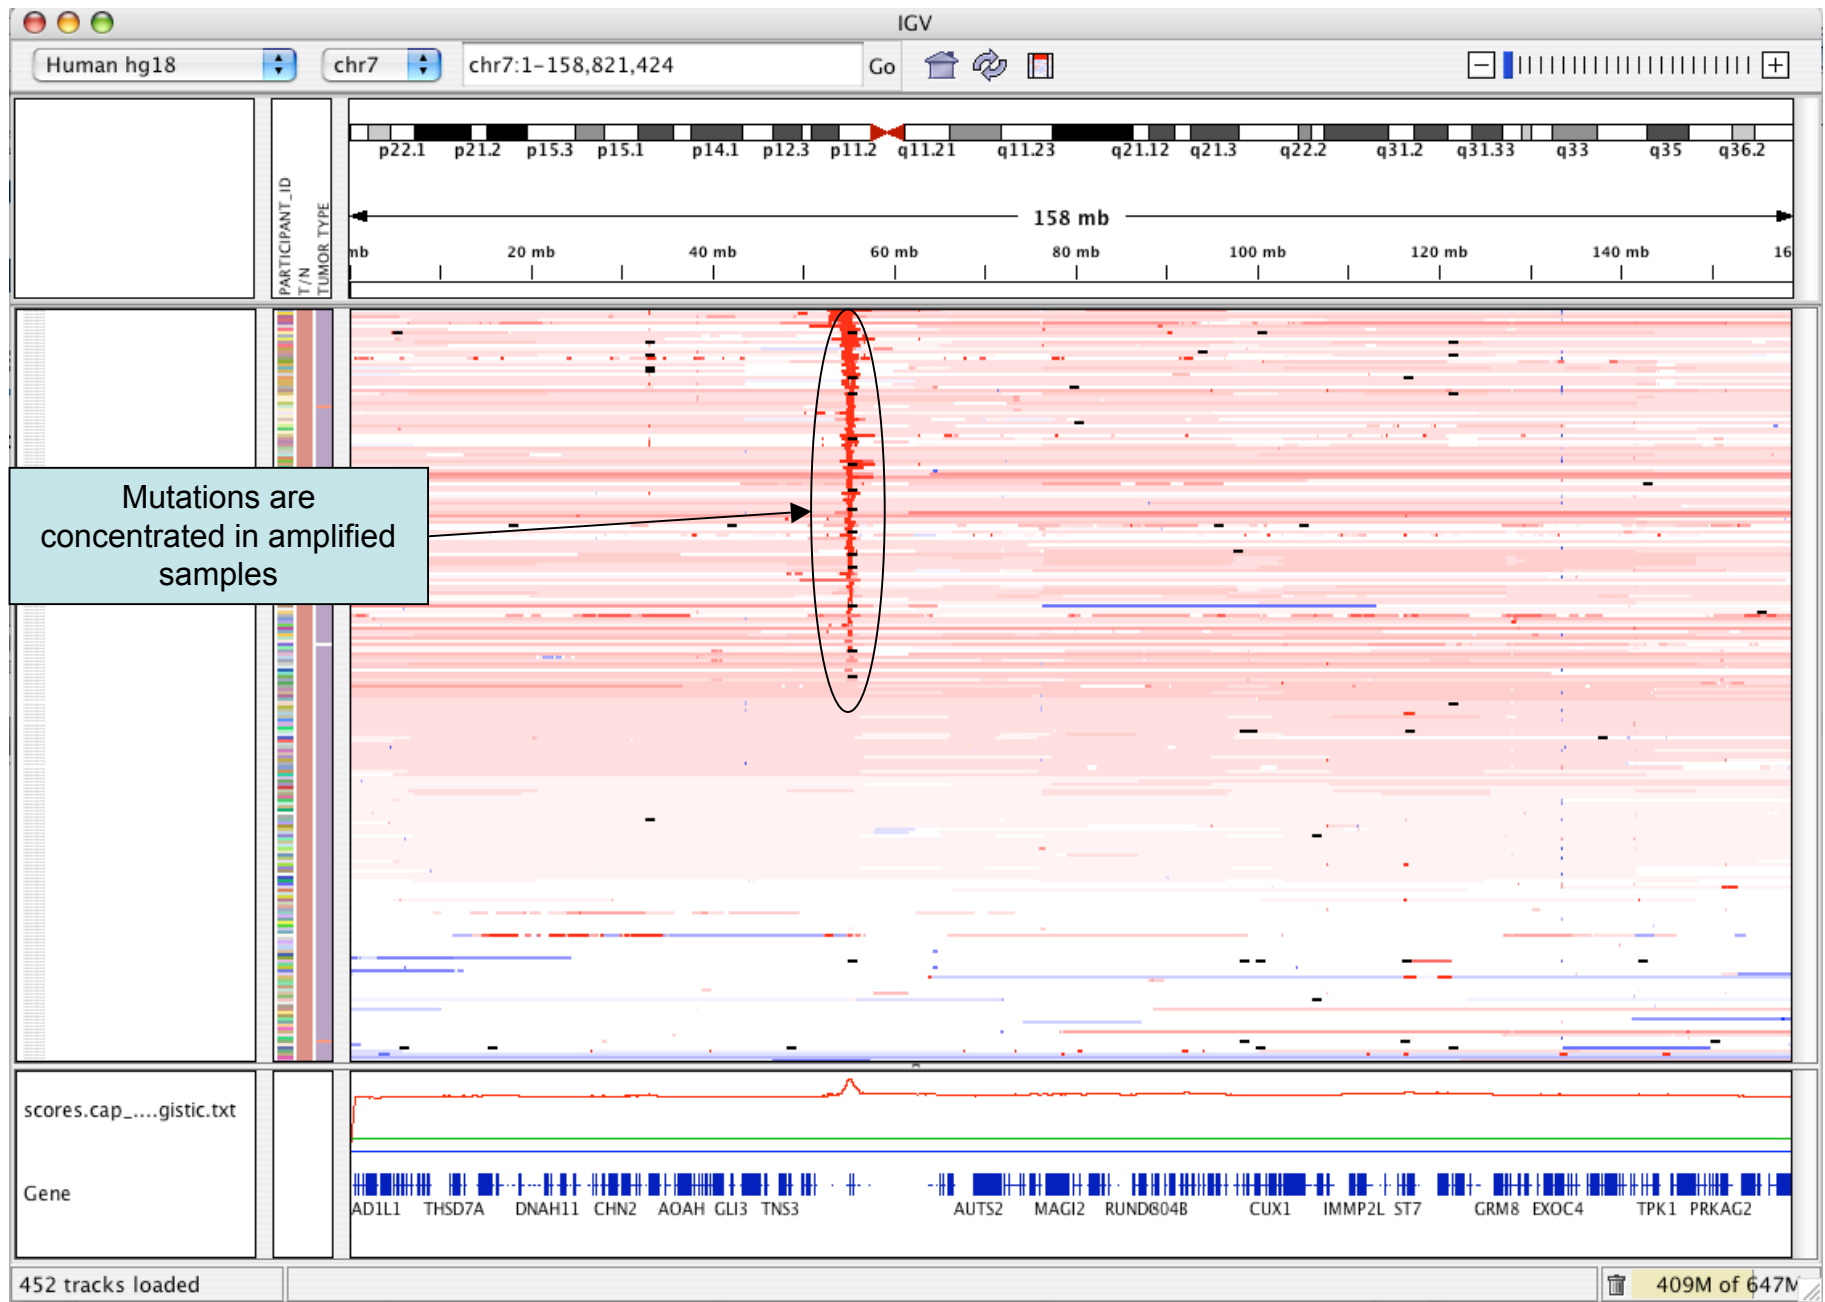 IGV
Human hg18 chr7 chr7:1-158,821,424 Go
p22.1 p21.2 p15.3 p15.1 p14.1 p12.3 p11.2 q11.21 q11.23 q21.12 q21.3 q22.2 q31.2 q31.33 q33 q35 q36.2
PARTICIPANT_ID
T/N
TUMOR TYPE
158 mb
mb 20 mb 40 mb 60 mb 80 mb 100 mb 120 mb 140 mb 16
Mutations are
concentrated in amplified
samples
scores.cap_....gistic.txt
Gene
AD1L1 THSD7A DNAH11 CHN2 AOAH GLI3 TNS3 AUTS2 MAGI2 RUND804B CUX1 IMMP2L ST7 GRM8 EXOC4 TPK1 PRKAG2
452 tracks loaded
409M of 647M